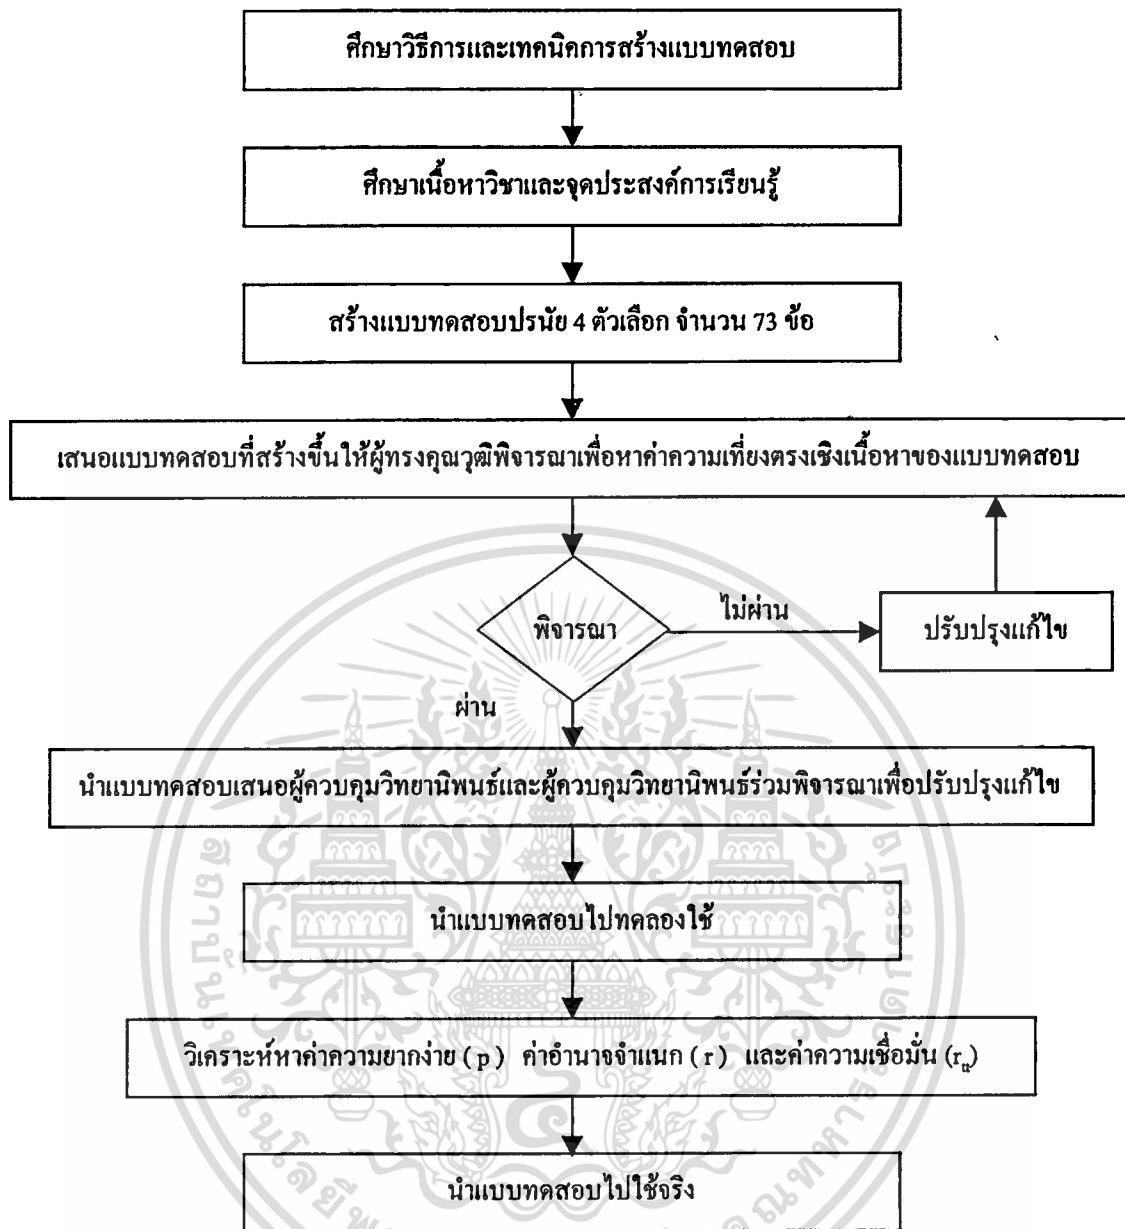 ศึกษาวิธีการและเทคนิคการสร้างแบบทดสอบ
ศึกษาเนื้อหาวิชาและจุดประสงค์การเรียนรู้
สร้างแบบทดสอบปรนัย 4 ตัวเลือก จำนวน 73 ข้อ
เสนอแบบทดสอบที่สร้างขึ้นให้ผู้ทรงคุณวุฒิพิจารณาเพื่อหาค่าความเที่ยงตรงเชิงเนื้อหาของแบบทดสอบ
พิจารณา
ไม่ผ่าน
ปรับปรุงแก้ไข
ผ่าน
นำแบบทดสอบเสนอผู้ควบคุมวิทยานิพนธ์และผู้ควบคุมวิทยานิพนธ์ร่วมพิจารณาเพื่อปรับปรุงแก้ไข
นำแบบทดสอบไปทดลองใช้
วิเคราะห์หาค่าความยากง่าย ( p ) ค่าอำนาจจำแนก ( r ) และค่าความเชื่อมั่น (rₜₜ)
นำแบบทดสอบไปใช้จริง